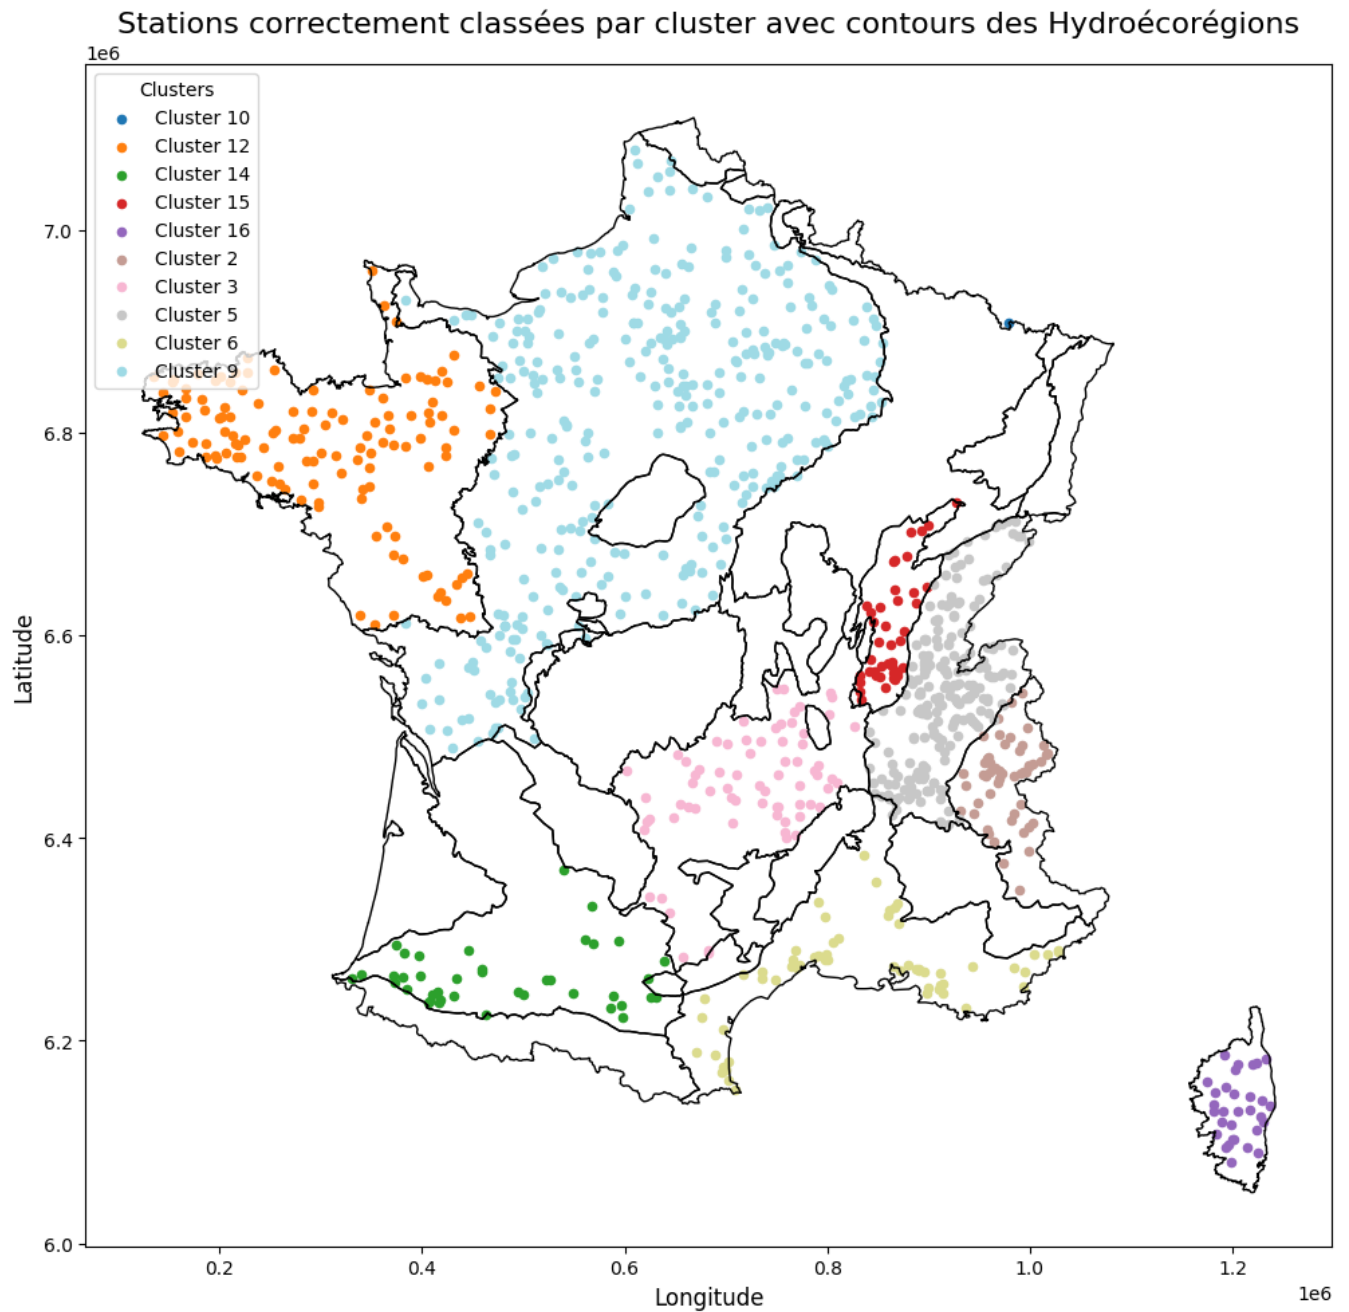 Stations correctement classées par cluster avec contours des Hydroécorégions
1e6
Clusters
Cluster 10
Cluster 12
Cluster 14
Cluster 15
Cluster 16
Cluster 2
Cluster 3
Cluster 5
Cluster 6
Cluster 9
7.0
6.8
6.6
6.4
6.2
6.0
Latitude
0.2 0.4 0.6 0.8 1.0 1.2
1e6
Longitude